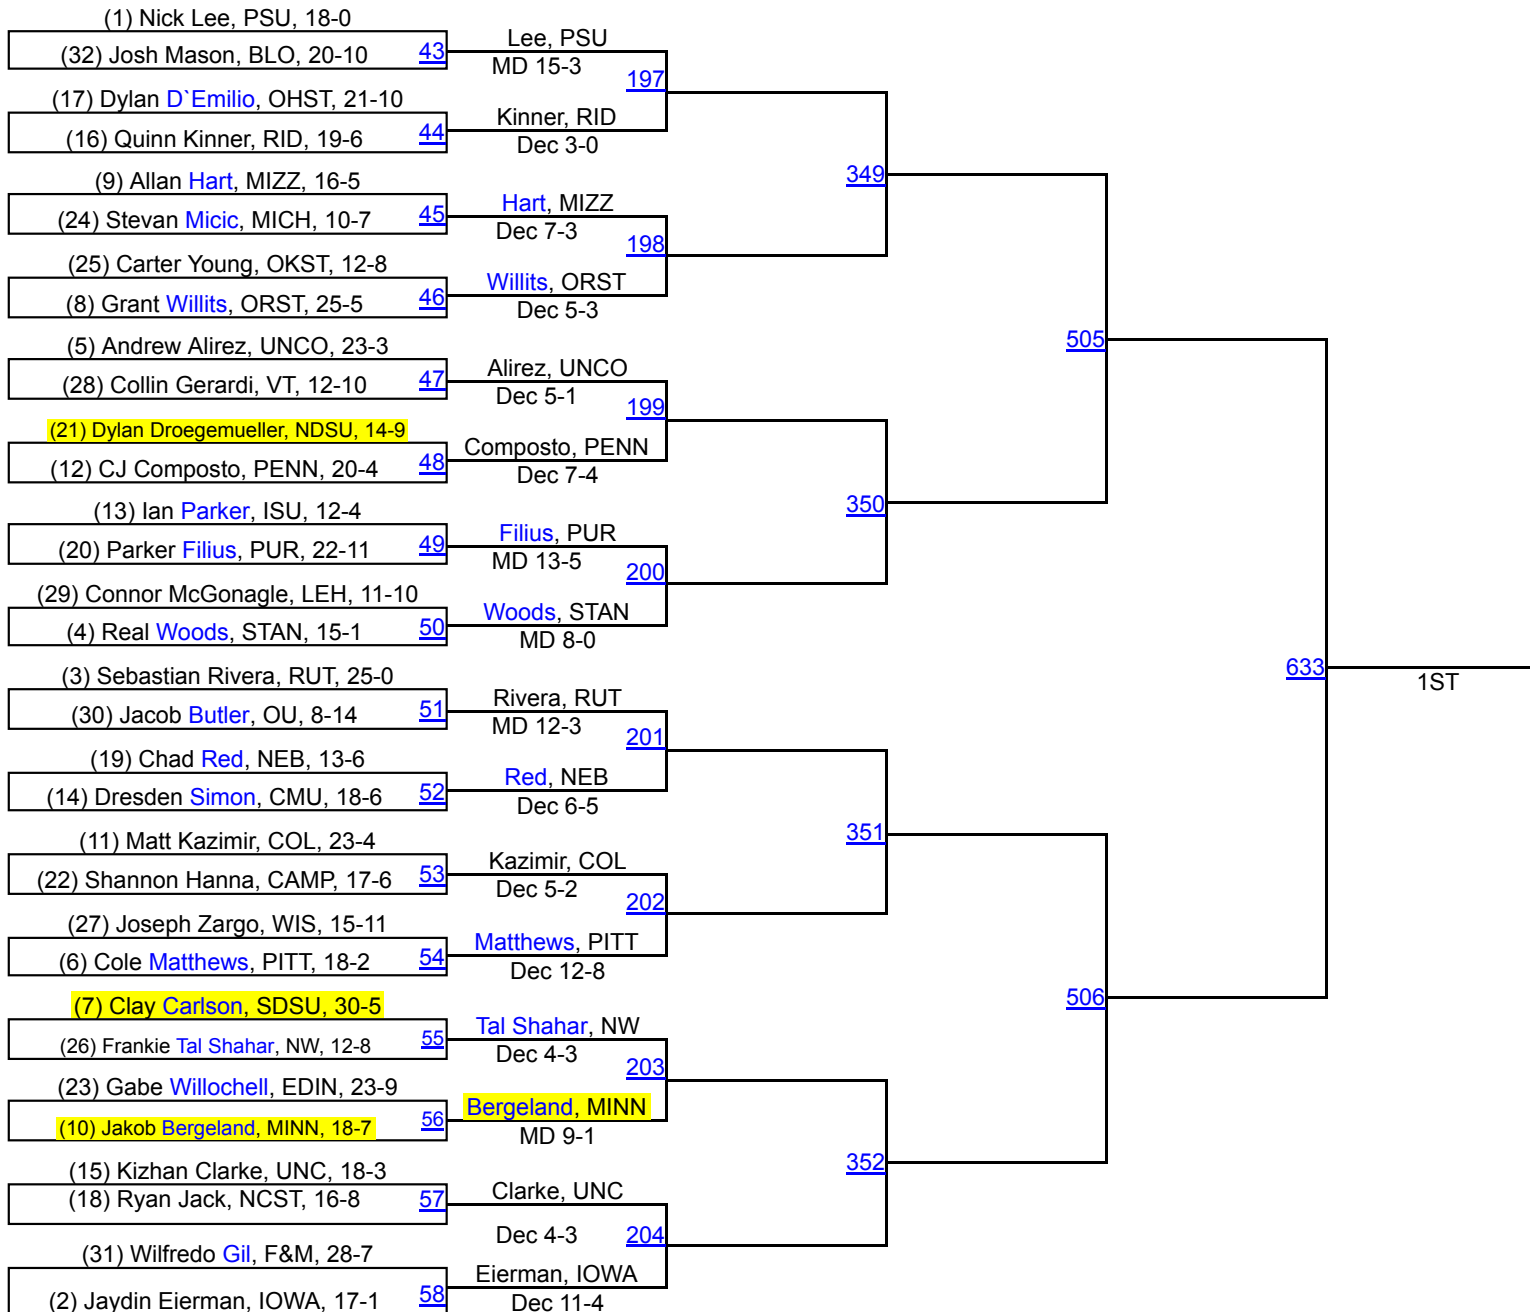 (1) Nick Lee, PSU, 18-0
(32) Josh Mason, BLO, 20-10
43
(17) Dylan D`Emilio, OHST, 21-10
(16) Quinn Kinner, RID, 19-6
44
(9) Allan Hart, MIZZ, 16-5
(24) Stevan Micic, MICH, 10-7
45
(25) Carter Young, OKST, 12-8
(8) Grant Willits, ORST, 25-5
46
(5) Andrew Alirez, UNCO, 23-3
(28) Collin Gerardi, VT, 12-10
47
(21) Dylan Droegemueller, NDSU, 14-9
(12) CJ Composto, PENN, 20-4
48
(13) Ian Parker, ISU, 12-4
(20) Parker Filius, PUR, 22-11
49
(29) Connor McGonagle, LEH, 11-10
(4) Real Woods, STAN, 15-1
50
(3) Sebastian Rivera, RUT, 25-0
(30) Jacob Butler, OU, 8-14
51
(19) Chad Red, NEB, 13-6
(14) Dresden Simon, CMU, 18-6
52
(11) Matt Kazimir, COL, 23-4
(22) Shannon Hanna, CAMP, 17-6
53
(27) Joseph Zargo, WIS, 15-11
(6) Cole Matthews, PITT, 18-2
54
(7) Clay Carlson, SDSU, 30-5
(26) Frankie Tal Shahar, NW, 12-8
55
(23) Gabe Willochell, EDIN, 23-9
(10) Jakob Bergeland, MINN, 18-7
56
(15) Kizhan Clarke, UNC, 18-3
(18) Ryan Jack, NCST, 16-8
57
(31) Wilfredo Gil, F&M, 28-7
(2) Jaydin Eierman, IOWA, 17-1
58
Lee, PSU
MD 15-3
197
Kinner, RID
Dec 3-0
Hart, MIZZ
Dec 7-3
198
Willits, ORST
Dec 5-3
Alirez, UNCO
Dec 5-1
199
Composto, PENN
Dec 7-4
Filius, PUR
MD 13-5
200
Woods, STAN
MD 8-0
Rivera, RUT
MD 12-3
201
Red, NEB
Dec 6-5
Kazimir, COL
Dec 5-2
202
Matthews, PITT
Dec 12-8
Tal Shahar, NW
Dec 4-3
203
Bergeland, MINN
MD 9-1
Clarke, UNC
Dec 4-3
204
Eierman, IOWA
Dec 11-4
349
350
351
352
505
506
633
1ST